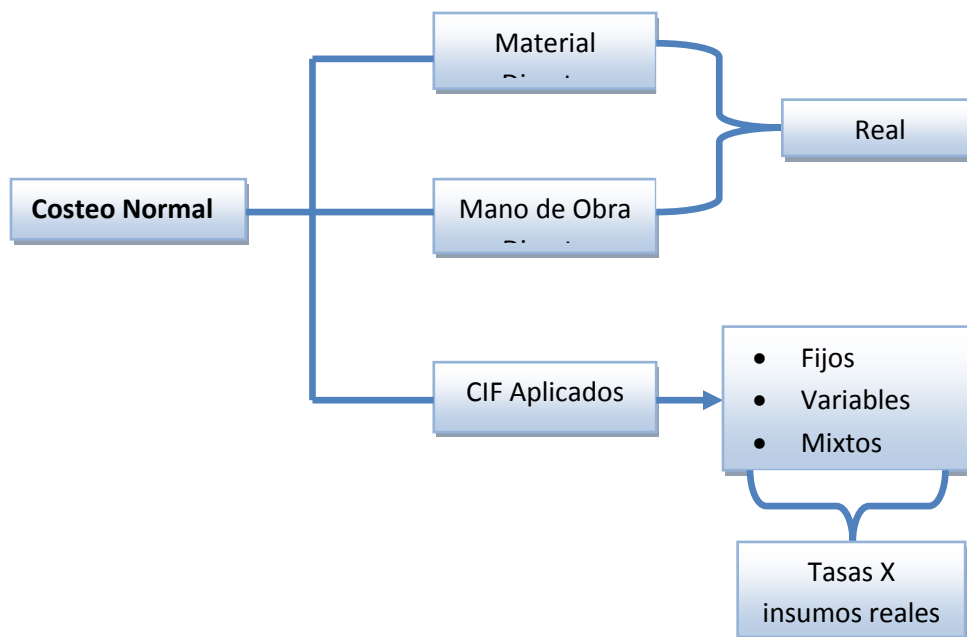 Material
Real
Costeo Normal
Mano de Obra
CIF Aplicados
• Fijos
• Variables
• Mixtos
Tasas X
insumos reales